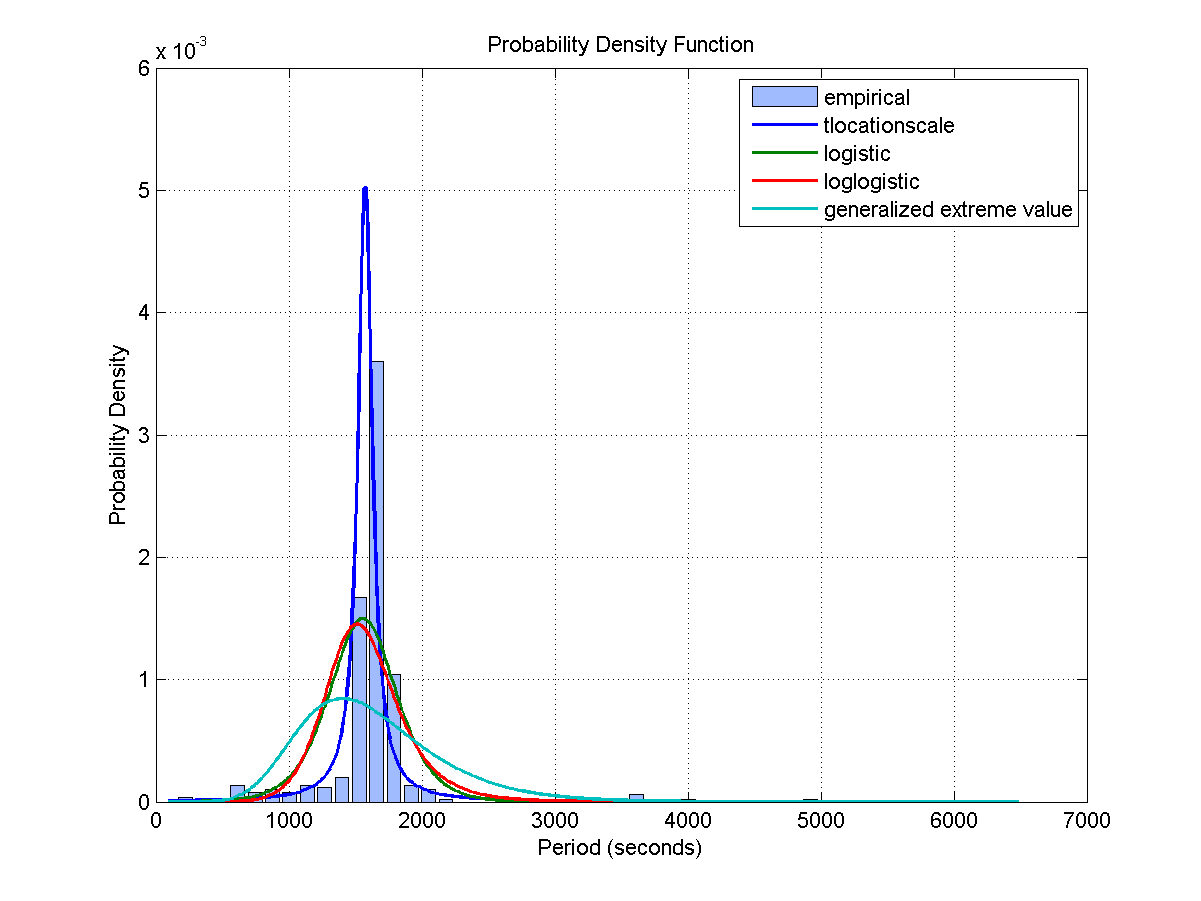 Probability Density Function
x 10-3
6
5
4
3
2
1
0
Probability Density
0 1000 2000 3000 4000 5000 6000 7000
Period (seconds)
empirical
tlocationscale
logistic
loglogistic
generalized extreme value